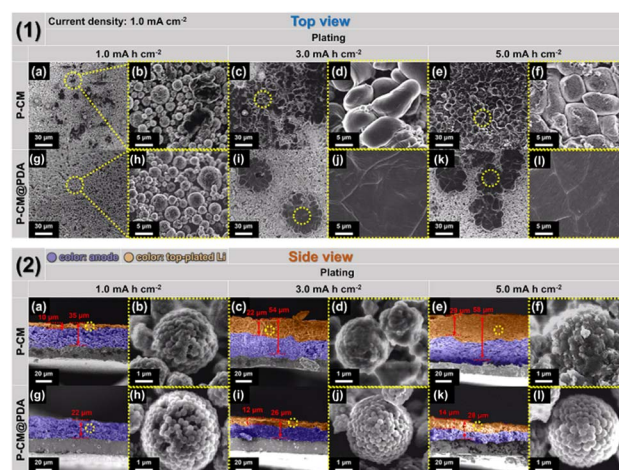 (1)
Current density: 1.0 mA cm-2
Top view
Plating
1.0 mA h cm-2
3.0 mA h cm-2
5.0 mA h cm-2
P-CM
(a)
30 μm
(b)
5 μm
(c)
30 μm
(d)
5 μm
(e)
30 μm
(f)
5 μm
P-CM@PDA
(g)
30 μm
(h)
5 μm
(i)
30 μm
(j)
5 μm
(k)
30 μm
(l)
5 μm
(2)
color: anode
color: top-plated Li
Side view
Plating
1.0 mA h cm-2
3.0 mA h cm-2
5.0 mA h cm-2
P-CM
(a)
10 μm
35 μm
20 μm
(b)
1 μm
(c)
54 μm
20 μm
(d)
1 μm
(e)
20 μm
(f)
1 μm
P-CM@PDA
(g)
22 μm
20 μm
(h)
1 μm
(i)
12 μm
26 μm
20 μm
(j)
1 μm
(k)
14 μm
20 μm
(l)
1 μm